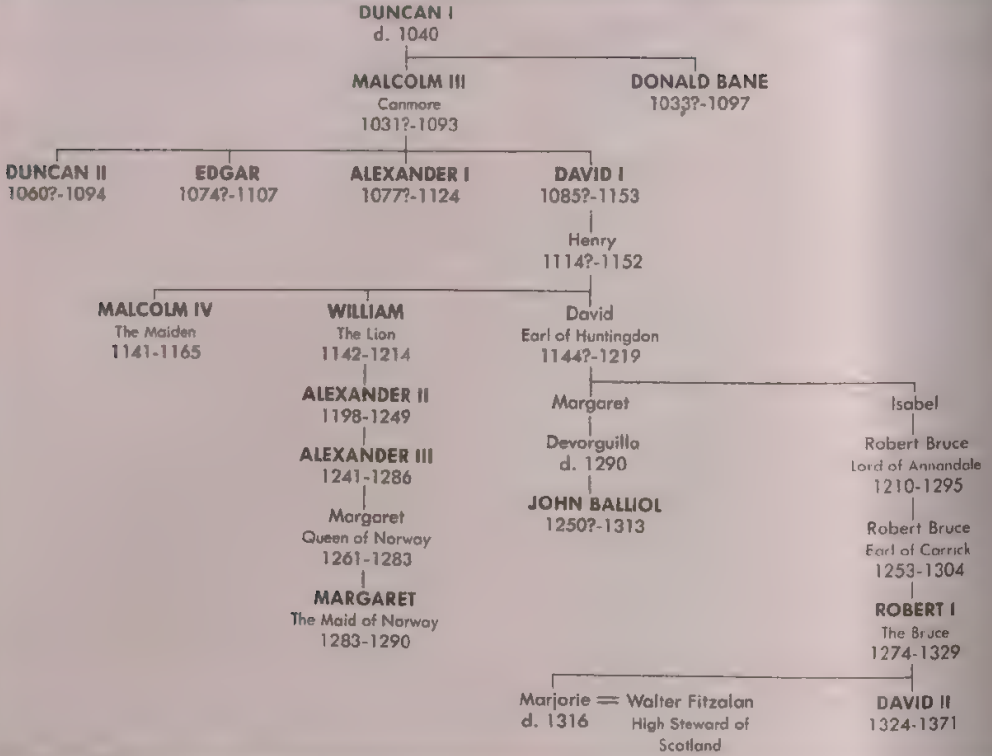 DUNCAN I
d. 1040
MALCOLM III
Canmore
1031?-1093
DONALD BANE
1033?-1097
DUNCAN II
1060?-1094
EDGAR
1074?-1107
ALEXANDER I
1077?-1124
DAVID I
1085?-1153
Henry
1114?-1152
MALCOLM IV
The Maiden
1141-1165
WILLIAM
The Lion
1142-1214
David
Earl of Huntingdon
1144?-1219
ALEXANDER II
1198-1249
ALEXANDER III
1241-1286
Margaret
Queen of Norway
1261-1283
MARGARET
The Maid of Norway
1283-1290
Margaret
Devorguilla
d. 1290
JOHN BALLIOL
1250?-1313
Isabel
Robert Bruce
Lord of Annandale
1210-1295
Robert Bruce
Earl of Carrick
1253-1304
ROBERT I
The Bruce
1274-1329
Marjorie = Walter Fitzalan
d. 1316 High Steward of
Scotland
DAVID II
1324-1371